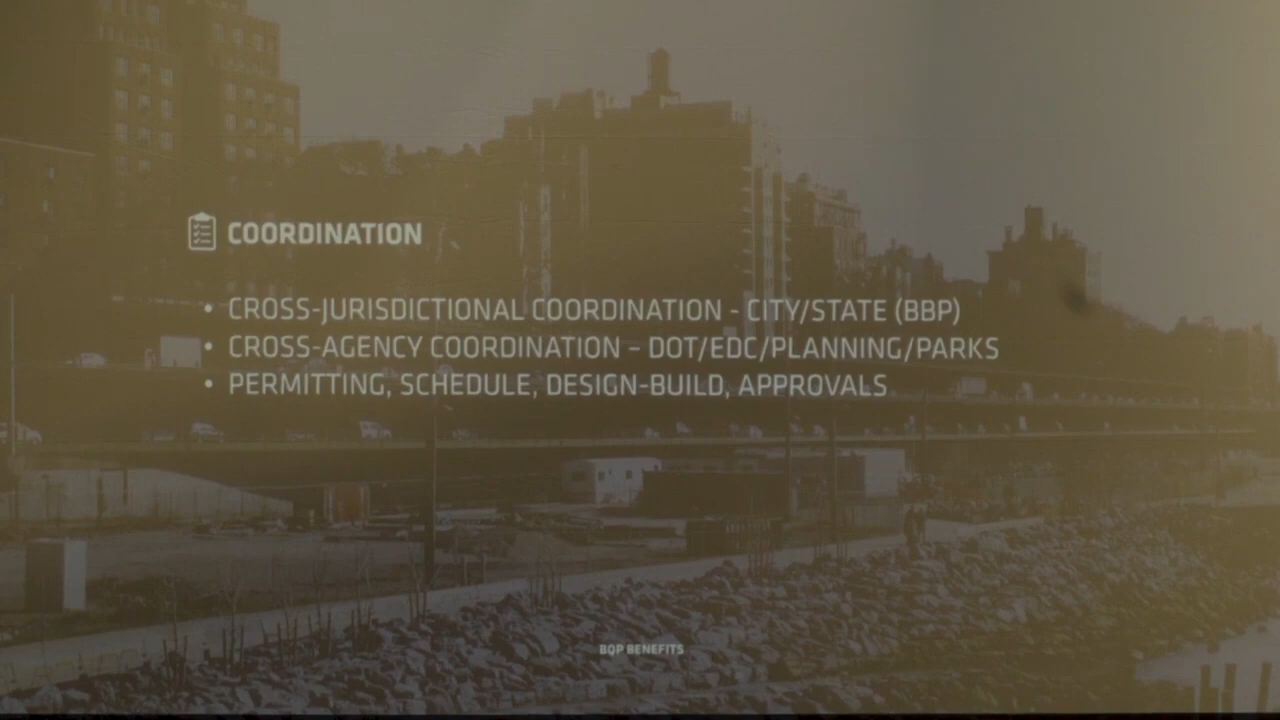 COORDINATION
• CROSS-JURISDICTIONAL COORDINATION - CITY/STATE (BBP)
• CROSS-AGENCY COORDINATION – DOT/EDC/PLANNING/PARKS
• PERMITTING, SCHEDULE, DESIGN-BUILD, APPROVALS
BQP BENEFITS